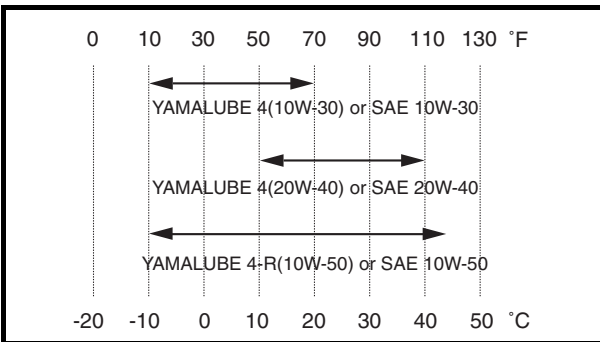 0 10 30 50 70 90 110 130 ˚F
YAMALUBE 4(10W-30) or SAE 10W-30
YAMALUBE 4(20W-40) or SAE 20W-40
YAMALUBE 4-R(10W-50) or SAE 10W-50
-20 -10 0 10 20 30 40 50 ˚C